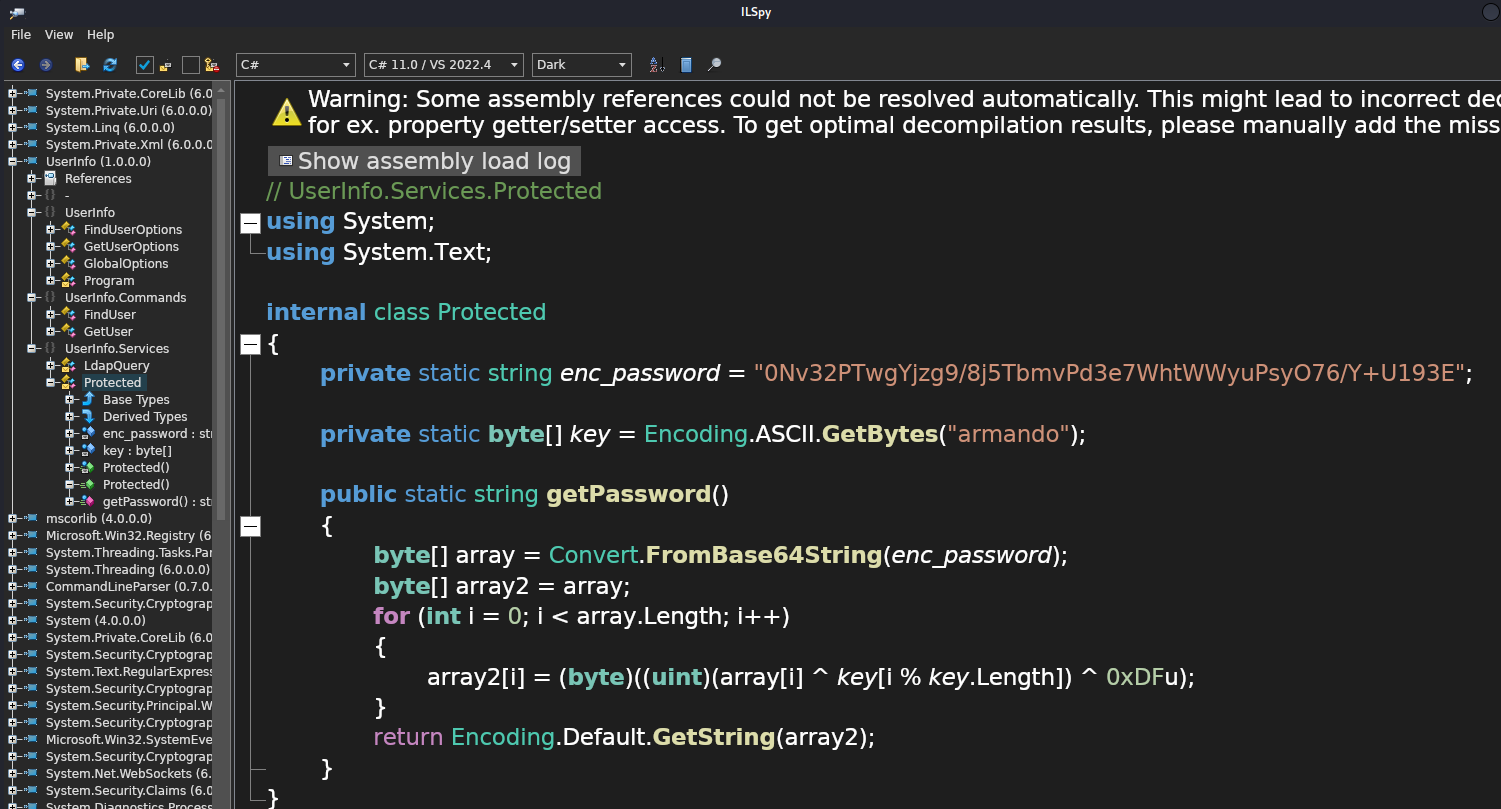 ILSpy
File View Help
C# C# 11.0 / VS 2022.4 Dark
System.Private.CoreLib (6.0
System.Private.Uri (6.0.0.0)
System.Linq (6.0.0.0)
System.Private.Xml (6.0.0.0
UserInfo (1.0.0.0)
References
{} -
{} UserInfo
FindUserOptions
GetUserOptions
GlobalOptions
Program
{} UserInfo.Commands
FindUser
GetUser
{} UserInfo.Services
LdapQuery
Protected
Base Types
Derived Types
enc_password : str
key : byte[]
Protected()
Protected()
getPassword() : str
mscorlib (4.0.0.0)
Microsoft.Win32.Registry (6
System.Threading.Tasks.Par
System.Threading (6.0.0.0)
CommandLineParser (0.7.0.
System.Security.Cryptograp
System (4.0.0.0)
System.Private.CoreLib (6.0
System.Security.Cryptograp
System.Text.RegularExpress
System.Security.Cryptograp
System.Security.Principal.W
System.Security.Cryptograp
Microsoft.Win32.SystemEve
System.Security.Cryptograp
System.Net.WebSockets (6.
System.Security.Claims (6.0
System.Diagnostics.Process
Warning: Some assembly references could not be resolved automatically. This might lead to incorrect dec
for ex. property getter/setter access. To get optimal decompilation results, please manually add the miss
Show assembly load log
// UserInfo.Services.Protected
using System;
using System.Text;
internal class Protected
{
private static string enc_password = "0Nv32PTwgYjzg9/8j5TbmvPd3e7WhtWWyuPsyO76/Y+U193E";
private static byte[] key = Encoding.ASCII.GetBytes("armando");
public static string getPassword()
{
byte[] array = Convert.FromBase64String(enc_password);
byte[] array2 = array;
for (int i = 0; i < array.Length; i++)
{
array2[i] = (byte)((uint)(array[i] ^ key[i % key.Length]) ^ 0xDFu);
}
return Encoding.Default.GetString(array2);
}
}